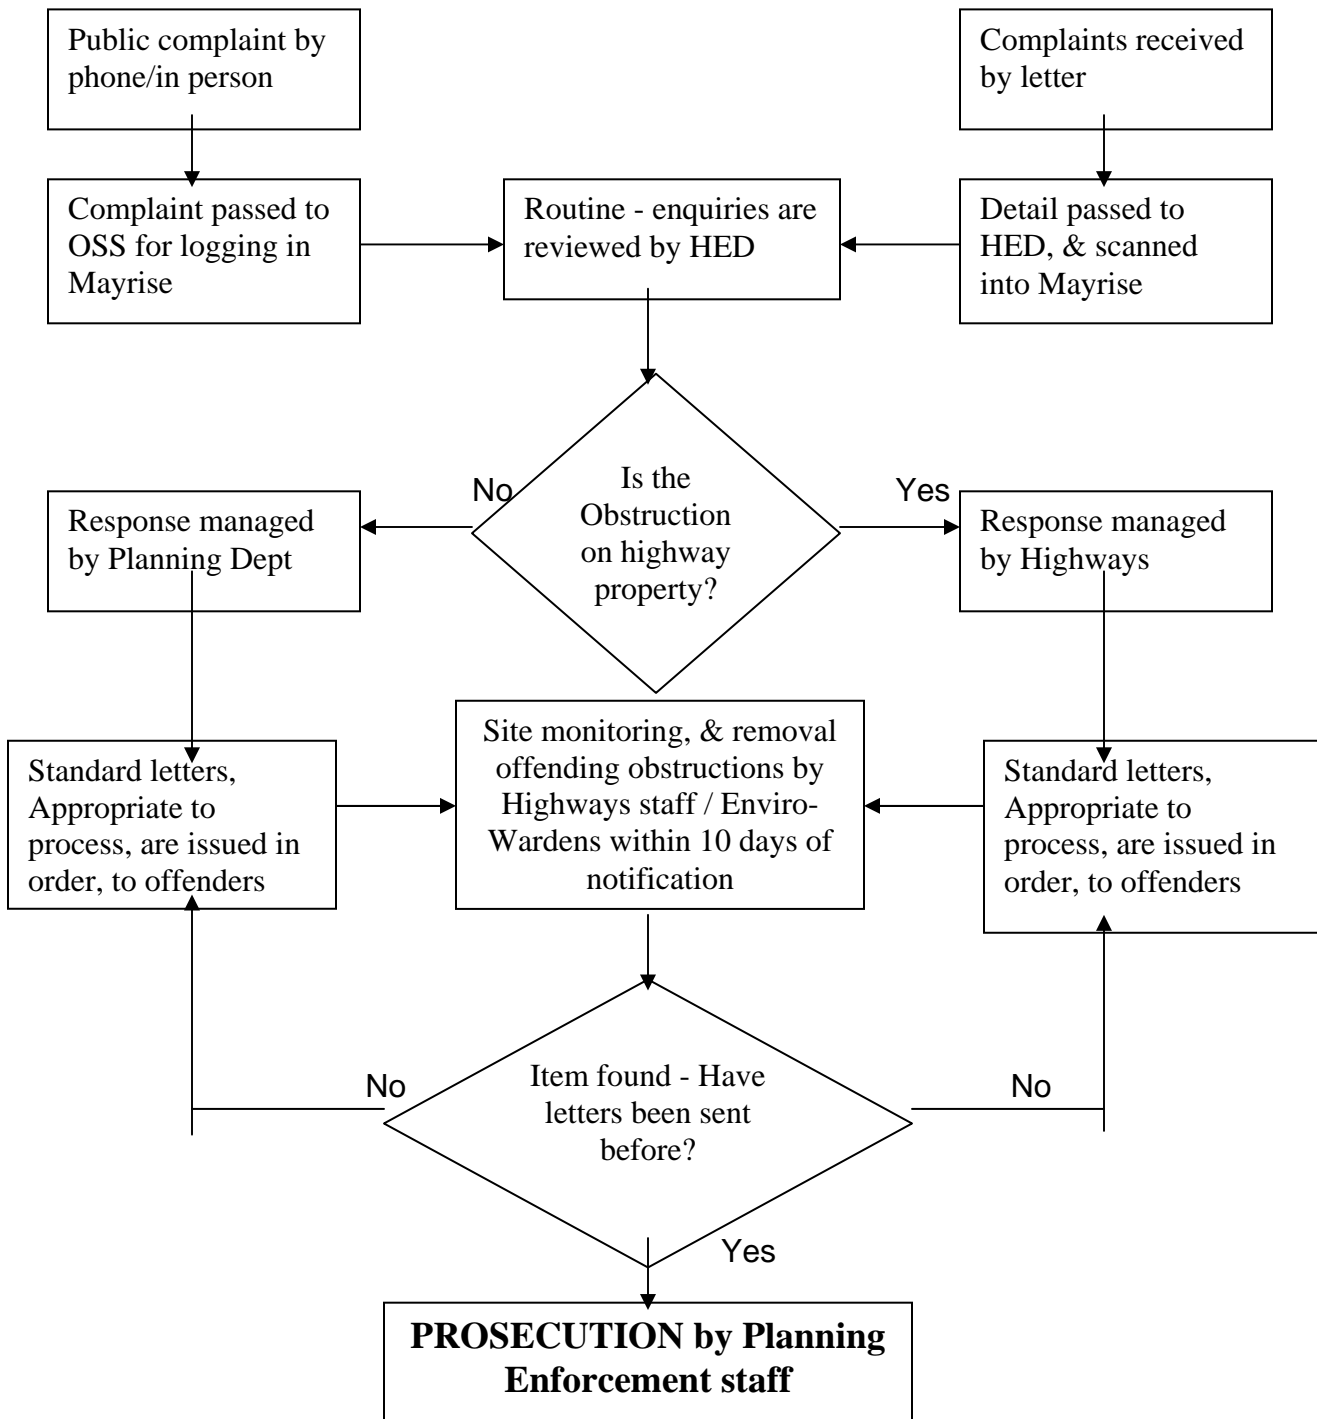 Public complaint by
phone/in person
Complaints received
by letter
Complaint passed to
OSS for logging in
Mayrise
Routine - enquiries are
reviewed by HED
Detail passed to
HED, & scanned
into Mayrise
Is the
Obstruction
on highway
property?
No
Yes
Response managed
by Planning Dept
Response managed
by Highways
Standard letters,
Appropriate to
process, are issued in
order, to offenders
Site monitoring, & removal
offending obstructions by
Highways staff / Enviro-
Wardens within 10 days of
notification
Standard letters,
Appropriate to
process, are issued in
order, to offenders
Item found - Have
letters been sent
before?
No
No
Yes
PROSECUTION by Planning
Enforcement staff